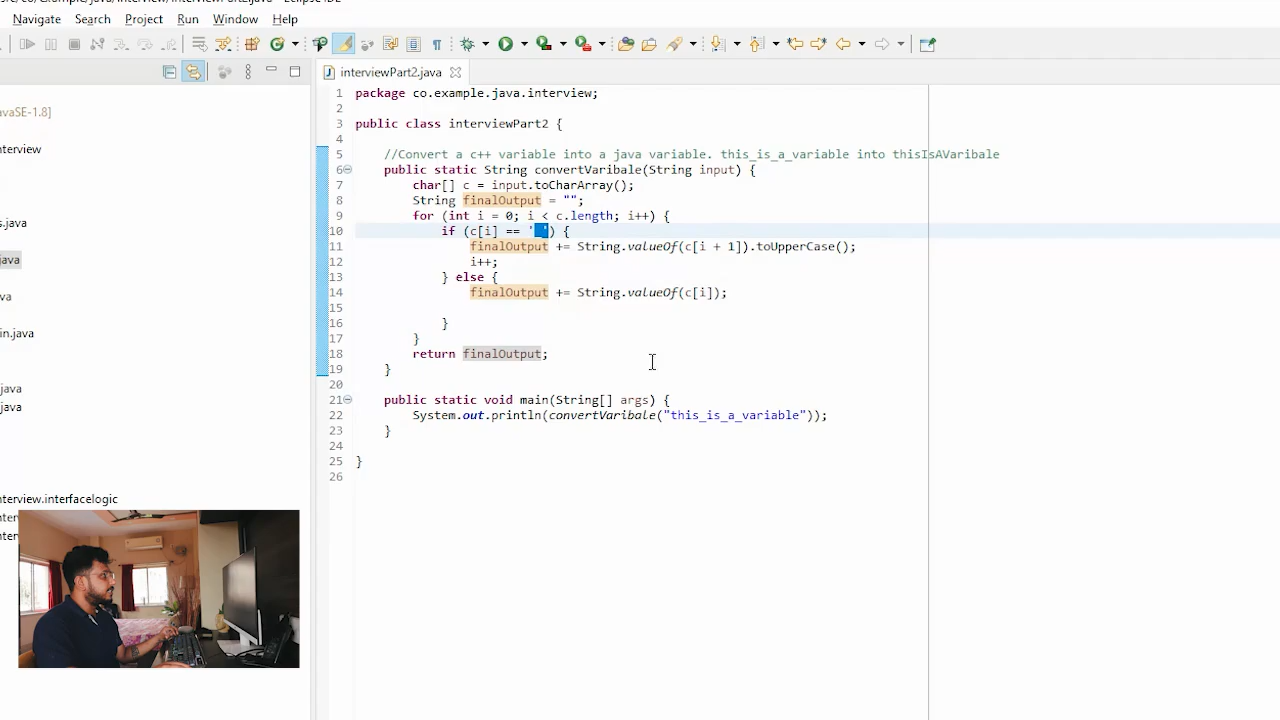 Navigate Search Project Run Window Help
interviewPart2.java
avaSE-1.8]
nterview
s.java
java
va
in.java
java
java
nterview.interfacelogic
nterv
nterv
1 package co.example.java.interview;
2
3 public class interviewPart2 {
4
5 //Convert a c++ variable into a java variable. this_is_a_variable into thisIsAVaribale
6 public static String convertVaribale(String input) {
7 char[] c = input.toCharArray();
8 String finalOutput = "";
9 for (int i = 0; i < c.length; i++) {
10 if (c[i] == '_') {
11 finalOutput += String.valueOf(c[i + 1]).toUpperCase();
12 i++;
13 } else {
14 finalOutput += String.valueOf(c[i]);
15
16 }
17 }
18 return finalOutput;
19 }
20
21 public static void main(String[] args) {
22 System.out.println(convertVaribale("this_is_a_variable"));
23 }
24
25 }
26